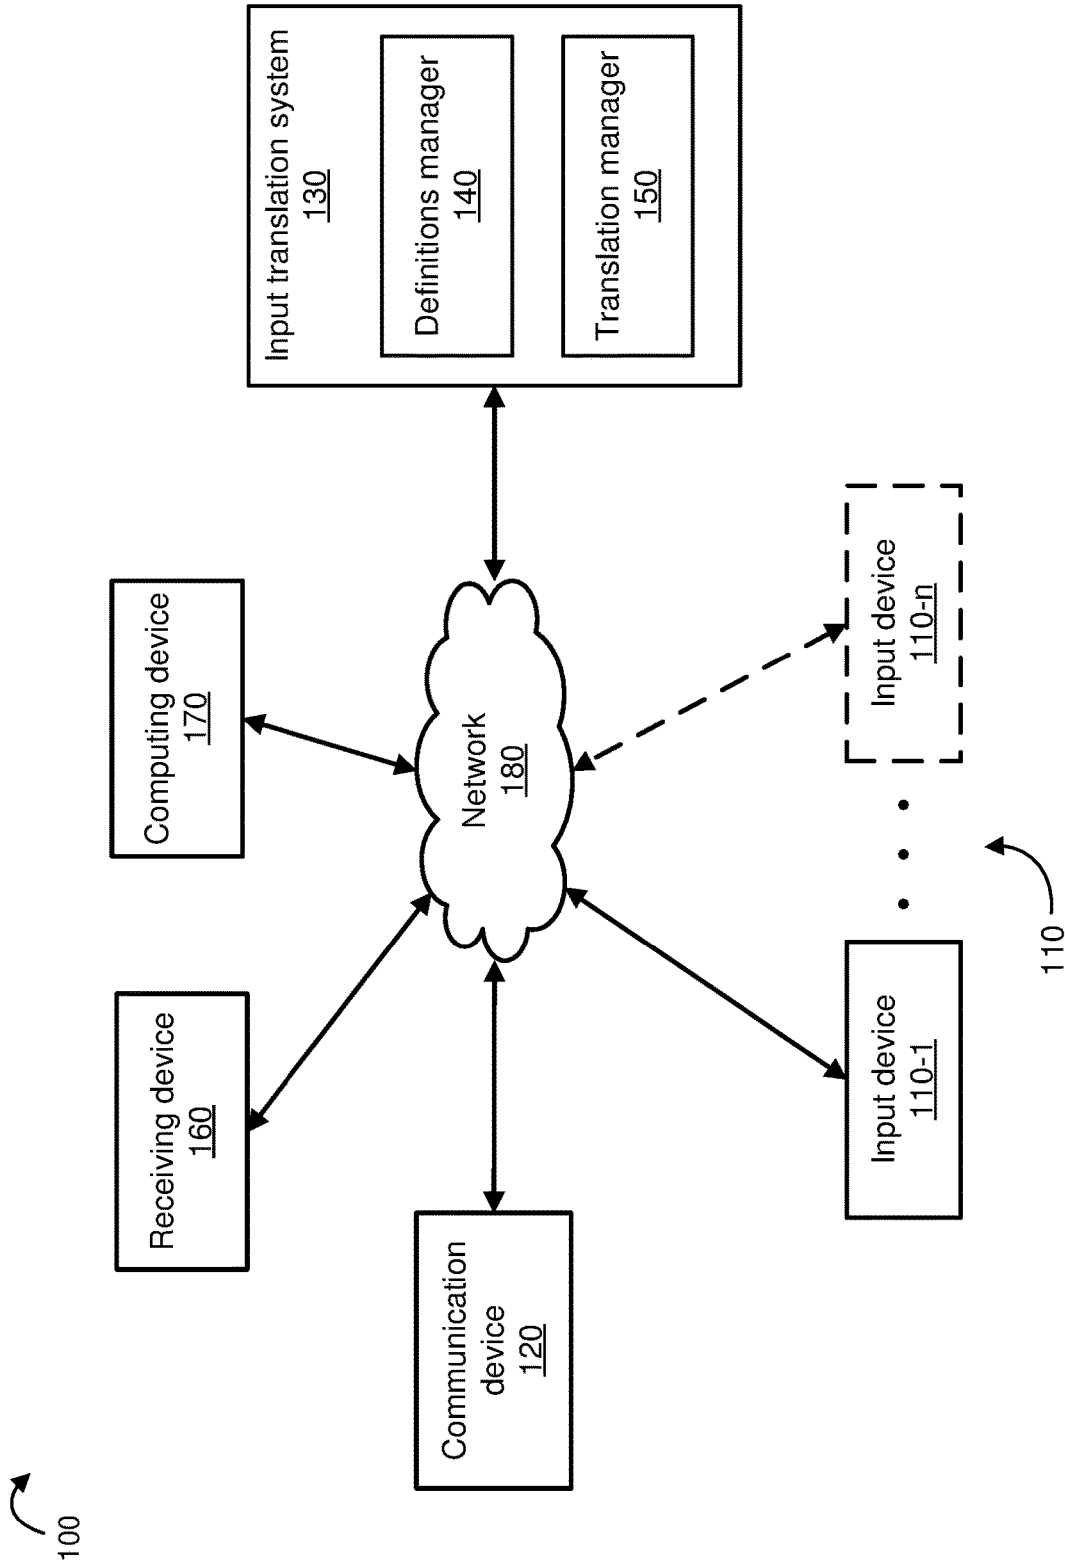 100
Receiving device
160
Computing device
170
Input translation system
130
Definitions manager
140
Translation manager
150
Communication
device
120
Network
180
Input device
110-1
Input device
110-n
110